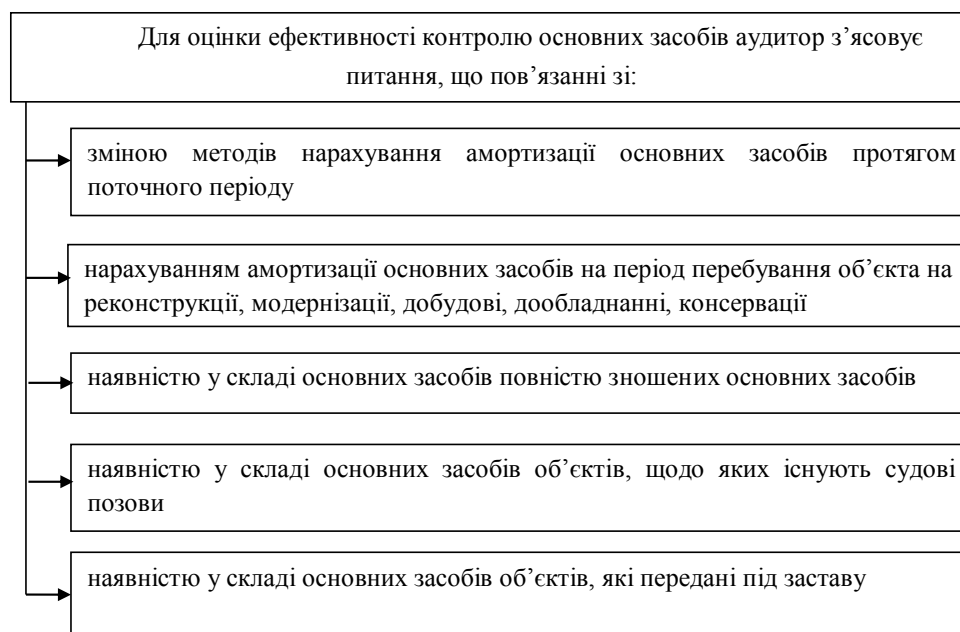 Для оцінки ефективності контролю основних засобів аудитор з’ясовує
питання, що пов’язанні зі:
зміною методів нарахування амортизації основних засобів протягом
поточного періоду
нарахуванням амортизації основних засобів на період перебування об’єкта на
реконструкції, модернізації, добудові, дообладнанні, консервації
наявністю у складі основних засобів повністю зношених основних засобів
наявністю у складі основних засобів об’єктів, щодо яких існують судові
позови
наявністю у складі основних засобів об’єктів, які передані під заставу